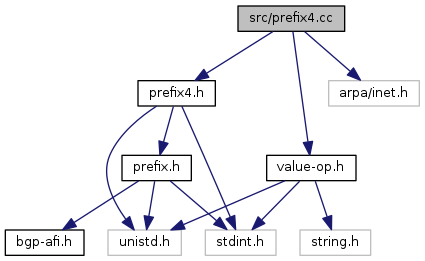 src/prefix4.cc
prefix4.h
arpa/inet.h
prefix.h
value-op.h
bgp-afi.h
unistd.h
stdint.h
string.h